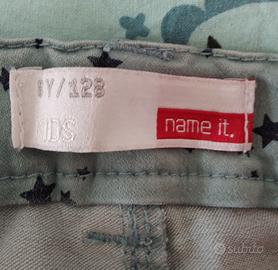 8Y/128
KIDS
name it.
subito